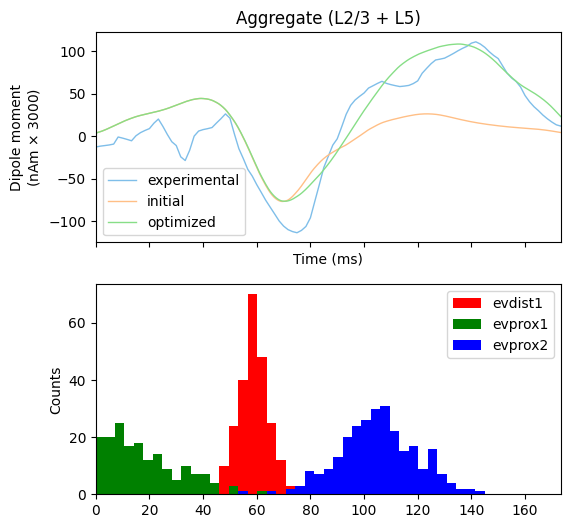 Aggregate (L2/3 + L5)
Dipole moment
(nAm × 3000)
100
50
0
−50
−100
experimental
initial
optimized
Time (ms)
Counts
60
40
20
0
evdist1
evprox1
evprox2
0 20 40 60 80 100 120 140 160